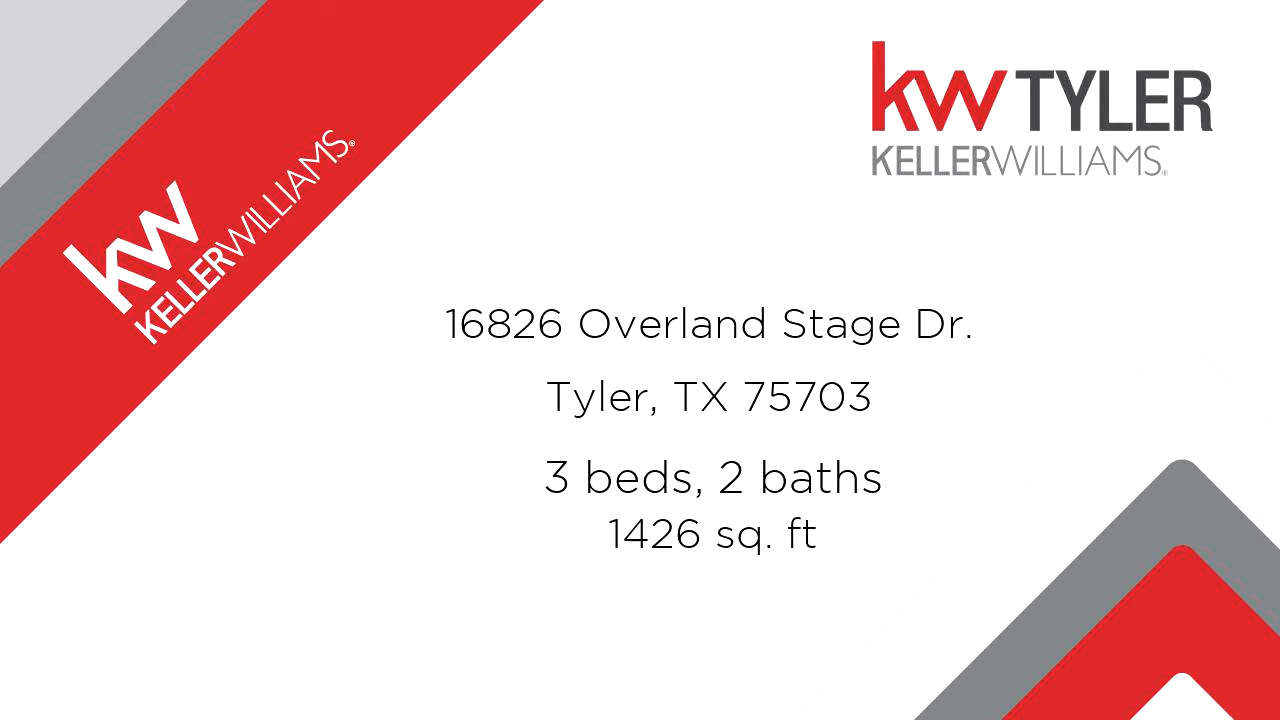 kw
KELLERWILLIAMS®
kw TYLER
KELLERWILLIAMS®
16826 Overland Stage Dr.
Tyler, TX 75703
3 beds, 2 baths
1426 sq. ft